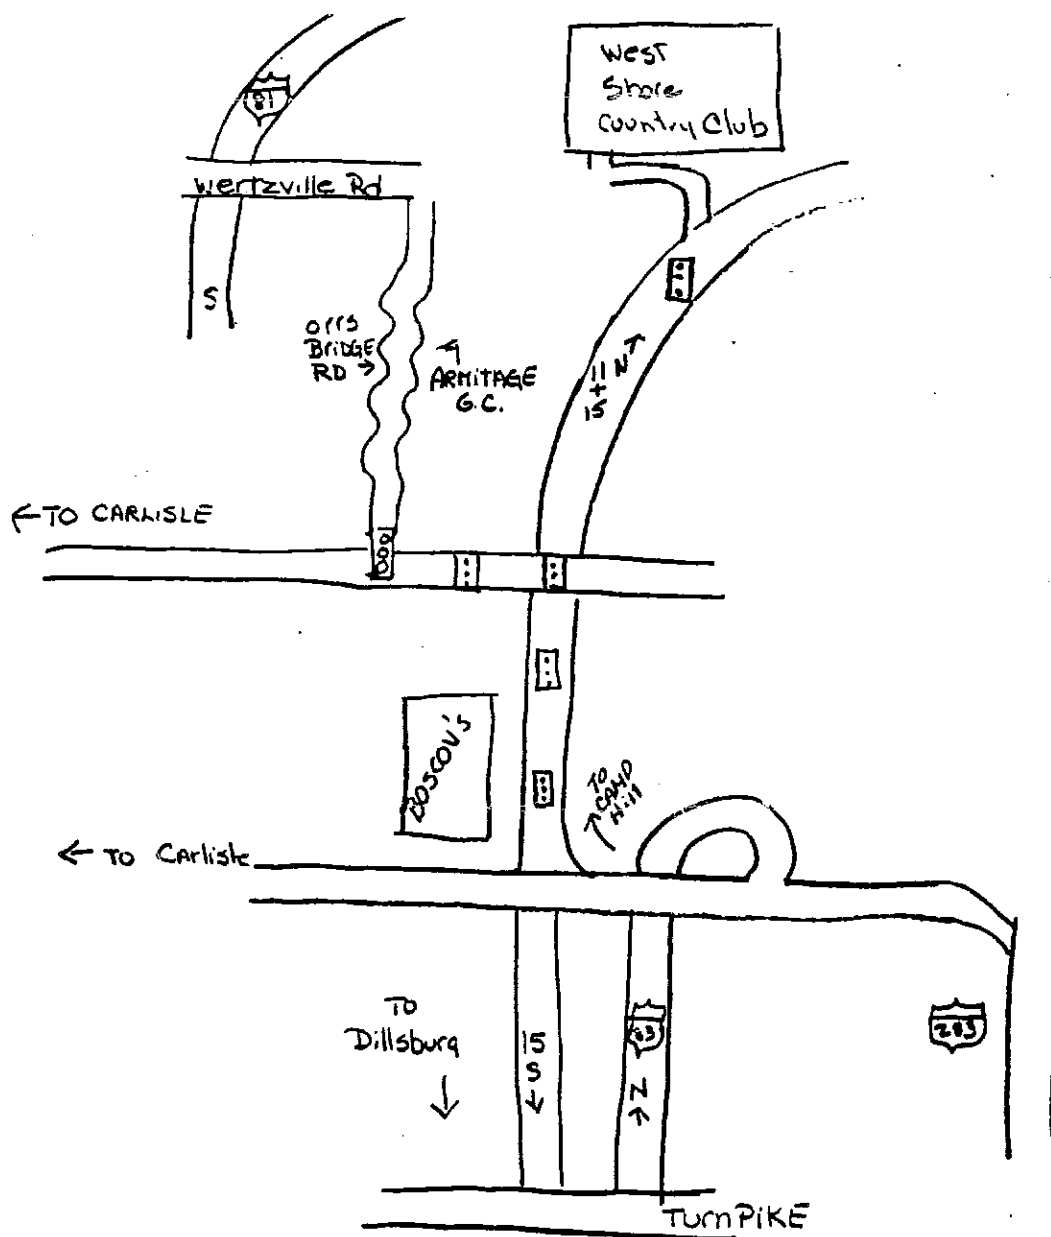 West
Shore
Country Club
81
Wertzville Rd
S
Orrs
BRIDGE
RD →
ARMITAGE
G.C.
11 N →
+
15
← TO CARLISLE
BOSCOV's
TO
CAMP
Hill
← TO Carlisle
TO
Dillsburg
↓
15
S
↓
83
N
→
283
TurnPIKE